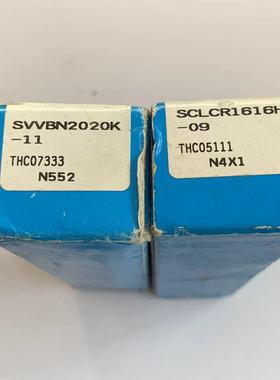 SVVBN2020K
-11
THC07333
N552
SCLCR1616H
-09
THC05111
N4X1